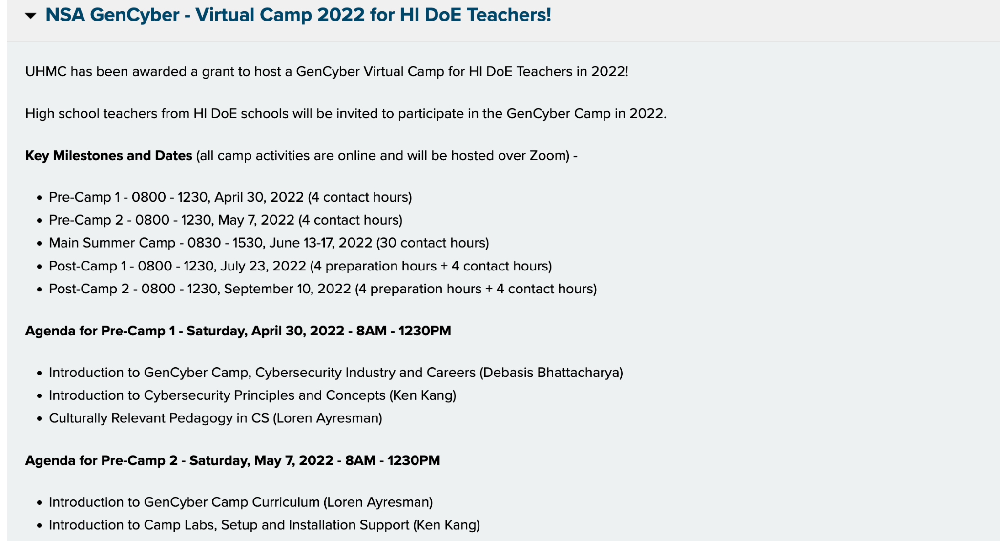 NSA GenCyber - Virtual Camp 2022 for HI DoE Teachers!
UHMC has been awarded a grant to host a GenCyber Virtual Camp for HI DoE Teachers in 2022!
High school teachers from HI DoE schools will be invited to participate in the GenCyber Camp in 2022.
Key Milestones and Dates (all camp activities are online and will be hosted over Zoom) -
• Pre-Camp 1 - 0800 - 1230, April 30, 2022 (4 contact hours)
• Pre-Camp 2 - 0800 - 1230, May 7, 2022 (4 contact hours)
• Main Summer Camp - 0830 - 1530, June 13-17, 2022 (30 contact hours)
• Post-Camp 1 - 0800 - 1230, July 23, 2022 (4 preparation hours + 4 contact hours)
• Post-Camp 2 - 0800 - 1230, September 10, 2022 (4 preparation hours + 4 contact hours)
Agenda for Pre-Camp 1 - Saturday, April 30, 2022 - 8AM - 1230PM
• Introduction to GenCyber Camp, Cybersecurity Industry and Careers (Debasis Bhattacharya)
• Introduction to Cybersecurity Principles and Concepts (Ken Kang)
• Culturally Relevant Pedagogy in CS (Loren Ayresman)
Agenda for Pre-Camp 2 - Saturday, May 7, 2022 - 8AM - 1230PM
• Introduction to GenCyber Camp Curriculum (Loren Ayresman)
• Introduction to Camp Labs, Setup and Installation Support (Ken Kang)